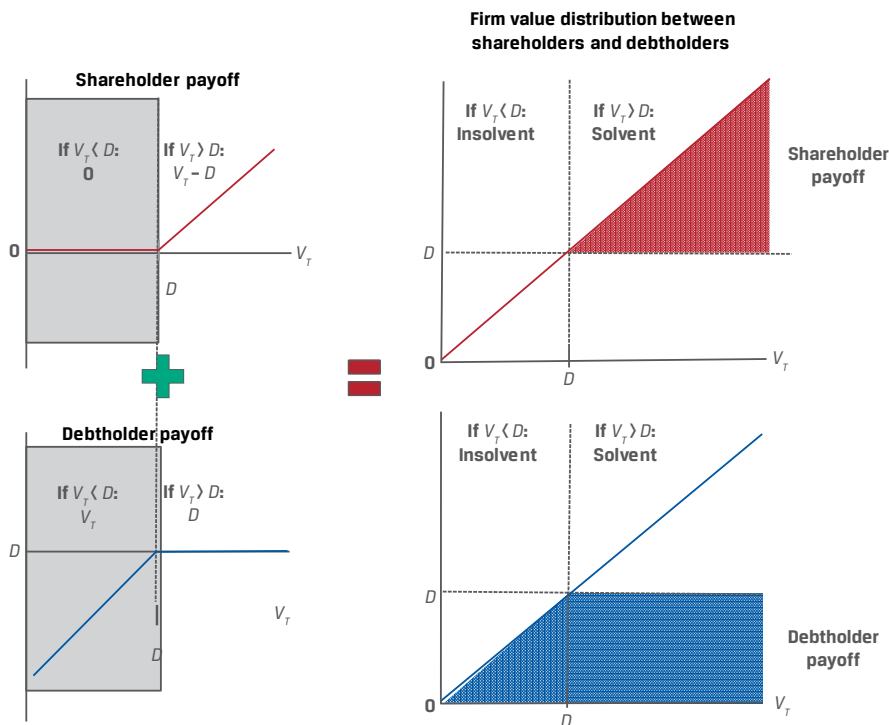 Firm value distribution between
shareholders and debtholders
Shareholder payoff
If V_T < D:
0
If V_T > D:
V_T – D
0
V_T
D
If V_T < D:
Insolvent
If V_T > D:
Solvent
Shareholder
payoff
D
0
D
V_T
Debtholder payoff
If V_T < D:
V_T
If V_T > D:
D
D
V_T
D
If V_T < D:
Insolvent
If V_T > D:
Solvent
D
Debtholder
payoff
0
D
V_T